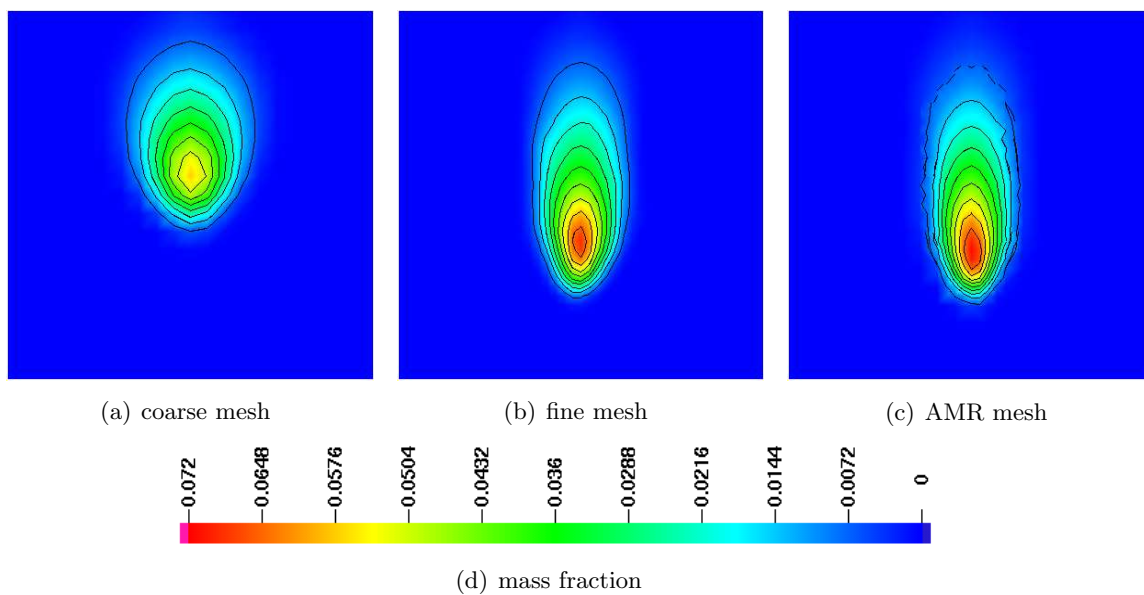 (a) coarse mesh
(b) fine mesh
(c) AMR mesh
0.072
0.0648
0.0576
0.0504
0.0432
0.036
0.0288
0.0216
0.0144
0.0072
0
(d) mass fraction